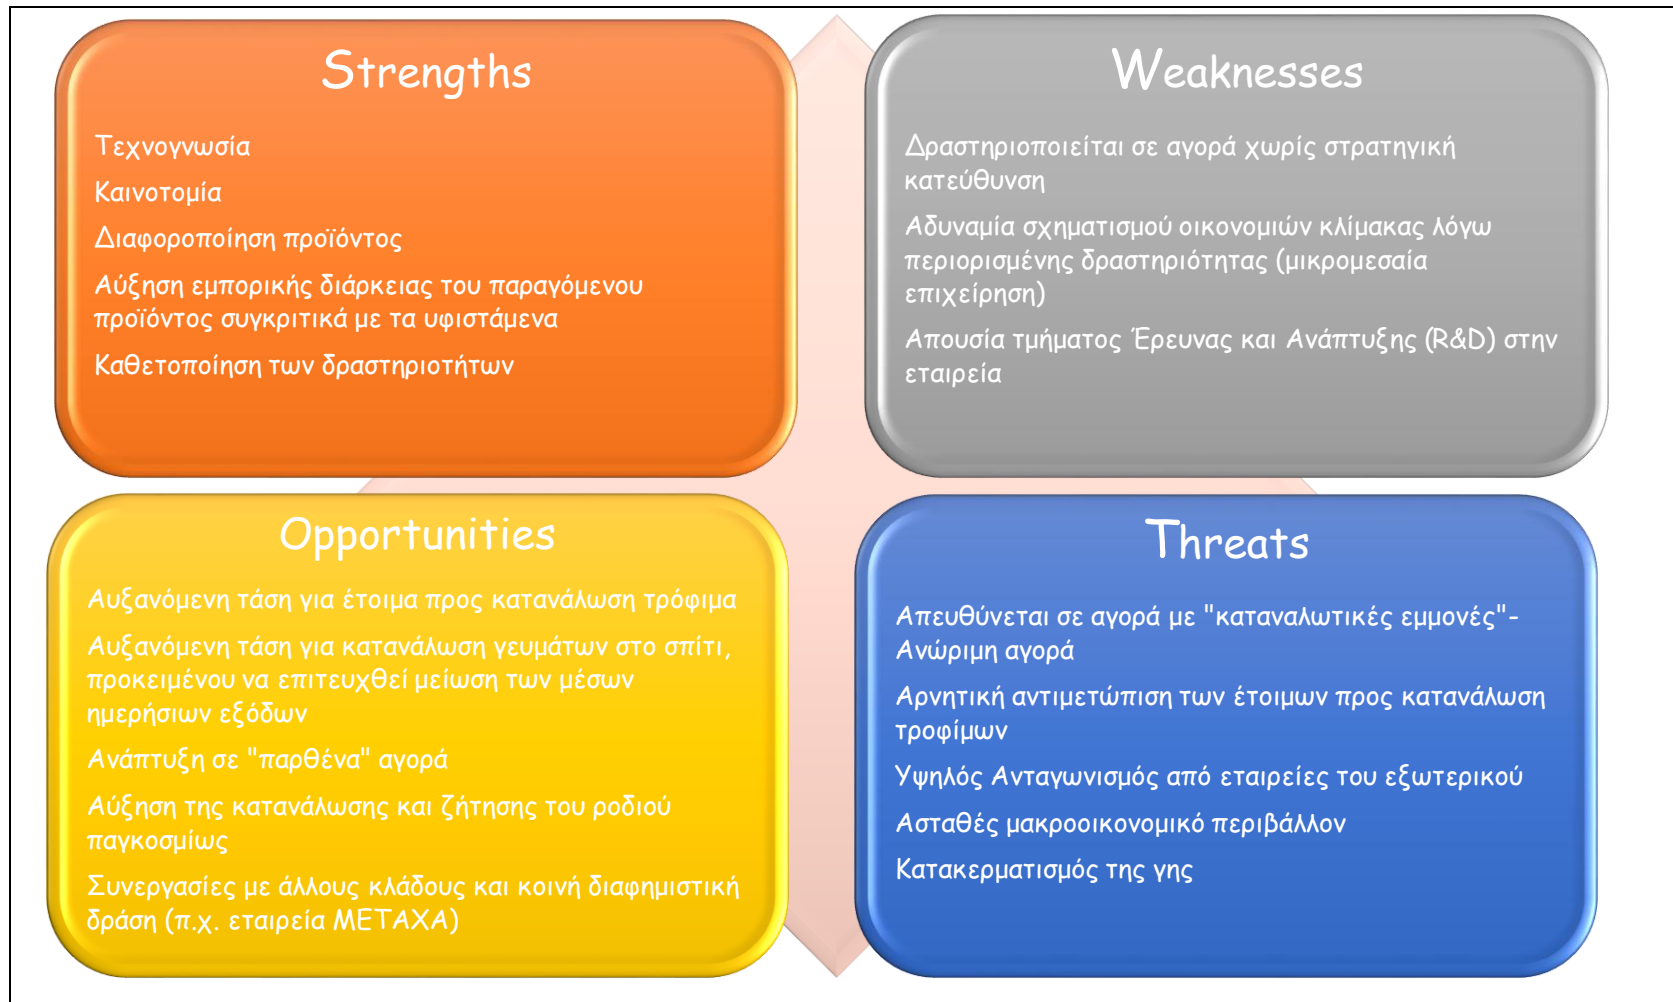 Strengths
Τεχνογνωσία
Καινοτομία
Διαφοροποίηση προϊόντος
Αύξηση εμπορικής διάρκειας του παραγόμενου
προϊόντος συγκριτικά με τα υφιστάμενα
Καθετοποίηση των δραστηριοτήτων
Weaknesses
Δραστηριοποιείται σε αγορά χωρίς στρατηγική
κατεύθυνση
Αδυναμία σχηματισμού οικονομιών κλίμακας λόγω
περιορισμένης δραστηριότητας (μικρομεσαία
επιχείρηση)
Απουσία τμήματος Έρευνας και Ανάπτυξης (R&D) στην
εταιρεία
Opportunities
Αυξανόμενη τάση για έτοιμα προς κατανάλωση τρόφιμα
Αυξανόμενη τάση για κατανάλωση γευμάτων στο σπίτι,
προκειμένου να επιτευχθεί μείωση των μέσων
ημερήσιων εξόδων
Ανάπτυξη σε "παρθένα" αγορά
Αύξηση της κατανάλωσης και ζήτησης του ροδιού
παγκοσμίως
Συνεργασίες με άλλους κλάδους και κοινή διαφημιστική
δράση (π.χ. εταιρεία ΜΕΤΑΧΑ)
Threats
Απευθύνεται σε αγορά με "καταναλωτικές εμμονές"-
Ανώριμη αγορά
Αρνητική αντιμετώπιση των έτοιμων προς κατανάλωση
τροφίμων
Υψηλός Ανταγωνισμός από εταιρείες του εξωτερικού
Ασταθές μακροοικονομικό περιβάλλον
Κατακερματισμός της γης